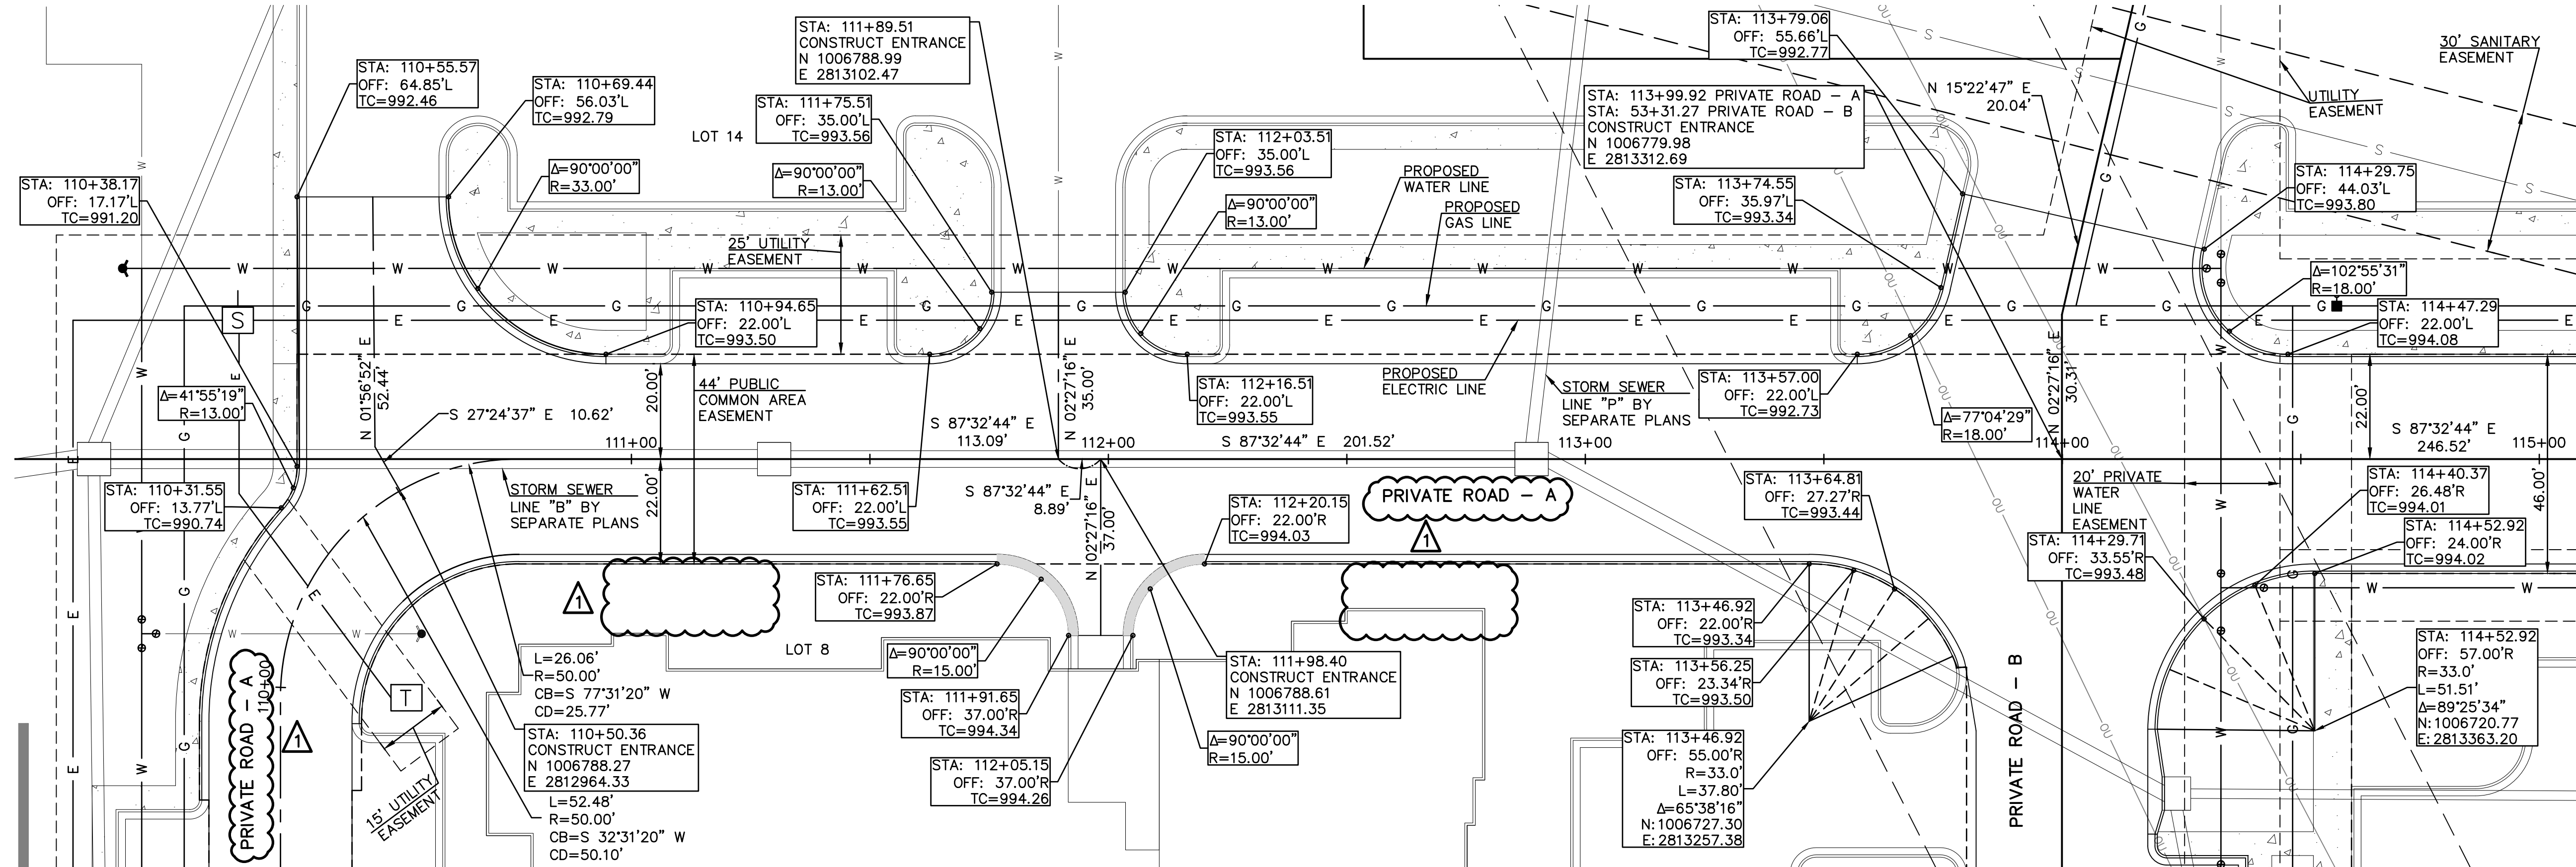 STA: 110+55.57
OFF: 64.85'L
TC=992.46
STA: 110+69.44
OFF: 56.03'L
TC=992.79
STA: 111+89.51
CONSTRUCT ENTRANCE
N 1006788.99
E 2813102.47
LOT 14
STA: 111+75.51
OFF: 35.00'L
TC=993.56
Δ=90°00'00"
R=33.00'
Δ=90°00'00"
R=13.00'
STA: 110+38.17
OFF: 17.17'L
TC=991.20
STA: 112+03.51
OFF: 35.00'L
TC=993.56
Δ=90°00'00"
R=13.00'
PROPOSED
WATER LINE
PROPOSED
GAS LINE
STA: 113+79.06
OFF: 55.66'L
TC=992.77
STA: 113+99.92 PRIVATE ROAD - A
STA: 53+31.27 PRIVATE ROAD - B
CONSTRUCT ENTRANCE
N 1006779.98
E 2813312.69
N 15°22'47" E
20.04'
STA: 113+74.55
OFF: 35.97'L
TC=993.34
UTILITY
EASEMENT
30' SANITARY
EASEMENT
STA: 114+29.75
OFF: 44.03'L
TC=993.80
Δ=102°55'31"
R=18.00'
STA: 114+47.29
OFF: 22.00'L
TC=994.08
25' UTILITY
EASEMENT
STA: 110+94.65
OFF: 22.00'L
TC=993.50
S
N 01°56'52" E
52.44'
Δ=41°55'19"
R=13.00'
S 27°24'37" E 10.62'
20.00'
22.00'
44' PUBLIC
COMMON AREA
EASEMENT
111+00
S 87°32'44" E
113.09'
N 02°27'16" E
35.00'
112+00
STA: 112+16.51
OFF: 22.00'L
TC=993.55
S 87°32'44" E 201.52'
PROPOSED
ELECTRIC LINE
STORM SEWER
LINE "P" BY
SEPARATE PLANS
113+00
STA: 113+57.00
OFF: 22.00'L
TC=992.73
Δ=77°04'29"
R=18.00'
N 02°27'16" E
30.31'
114+00
22.00'
S 87°32'44" E
246.52'
115+00
46.00'
STA: 110+31.55
OFF: 13.77'L
TC=990.74
STORM SEWER
LINE "B" BY
SEPARATE PLANS
STA: 111+62.51
OFF: 22.00'L
TC=993.55
S 87°32'44" E
8.89'
N 02°27'16" E
37.00'
STA: 112+20.15
OFF: 22.00'R
TC=994.03
PRIVATE ROAD - A
1
STA: 113+64.81
OFF: 27.27'R
TC=993.44
20' PRIVATE
WATER
LINE
EASEMENT
STA: 114+29.71
OFF: 33.55'R
TC=993.48
STA: 114+40.37
OFF: 26.48'R
TC=994.01
STA: 114+52.92
OFF: 24.00'R
TC=994.02
1
STA: 111+76.65
OFF: 22.00'R
TC=993.87
LOT 8
Δ=90°00'00"
R=15.00'
STA: 111+91.65
OFF: 37.00'R
TC=994.34
STA: 112+05.15
OFF: 37.00'R
TC=994.26
STA: 111+98.40
CONSTRUCT ENTRANCE
N 1006788.61
E 2813111.35
Δ=90°00'00"
R=15.00'
STA: 113+46.92
OFF: 22.00'R
TC=993.34
STA: 113+56.25
OFF: 23.34'R
TC=993.50
STA: 113+46.92
OFF: 55.00'R
R=33.0'
L=37.80'
Δ=65°38'16"
N:1006727.30
E:2813257.38
PRIVATE ROAD - B
STA: 114+52.92
OFF: 57.00'R
R=33.0'
L=51.51'
Δ=89°25'34"
N:1006720.77
E:2813363.20
L=26.06'
R=50.00'
CB=S 77°31'20" W
CD=25.77'
STA: 110+50.36
CONSTRUCT ENTRANCE
N 1006788.27
E 2812964.33
L=52.48'
R=50.00'
CB=S 32°31'20" W
CD=50.10'
T
15' UTILITY
EASEMENT
PRIVATE ROAD - A
110+00
1